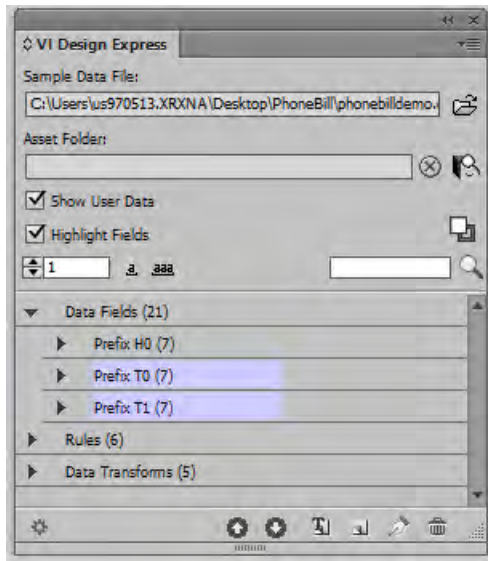 VI Design Express
Sample Data File:
C:\Users\us970513.XRXNA\Desktop\PhoneBill\phonebilldemo.
Asset Folder:
Show User Data
Highlight Fields
1 a aaa
Data Fields (21)
Prefix H0 (7)
Prefix T0 (7)
Prefix T1 (7)
Rules (6)
Data Transforms (5)